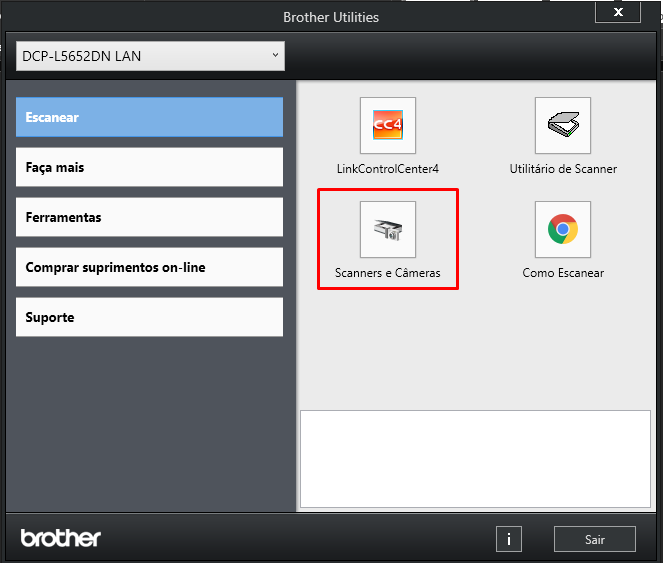 Brother Utilities
X
DCP-L5652DN LAN
Escanear
Faça mais
Ferramentas
Comprar suprimentos on-line
Suporte
CC4
LinkControlCenter4
Utilitário de Scanner
Scanners e Câmeras
Como Escanear
brother
i
Sair